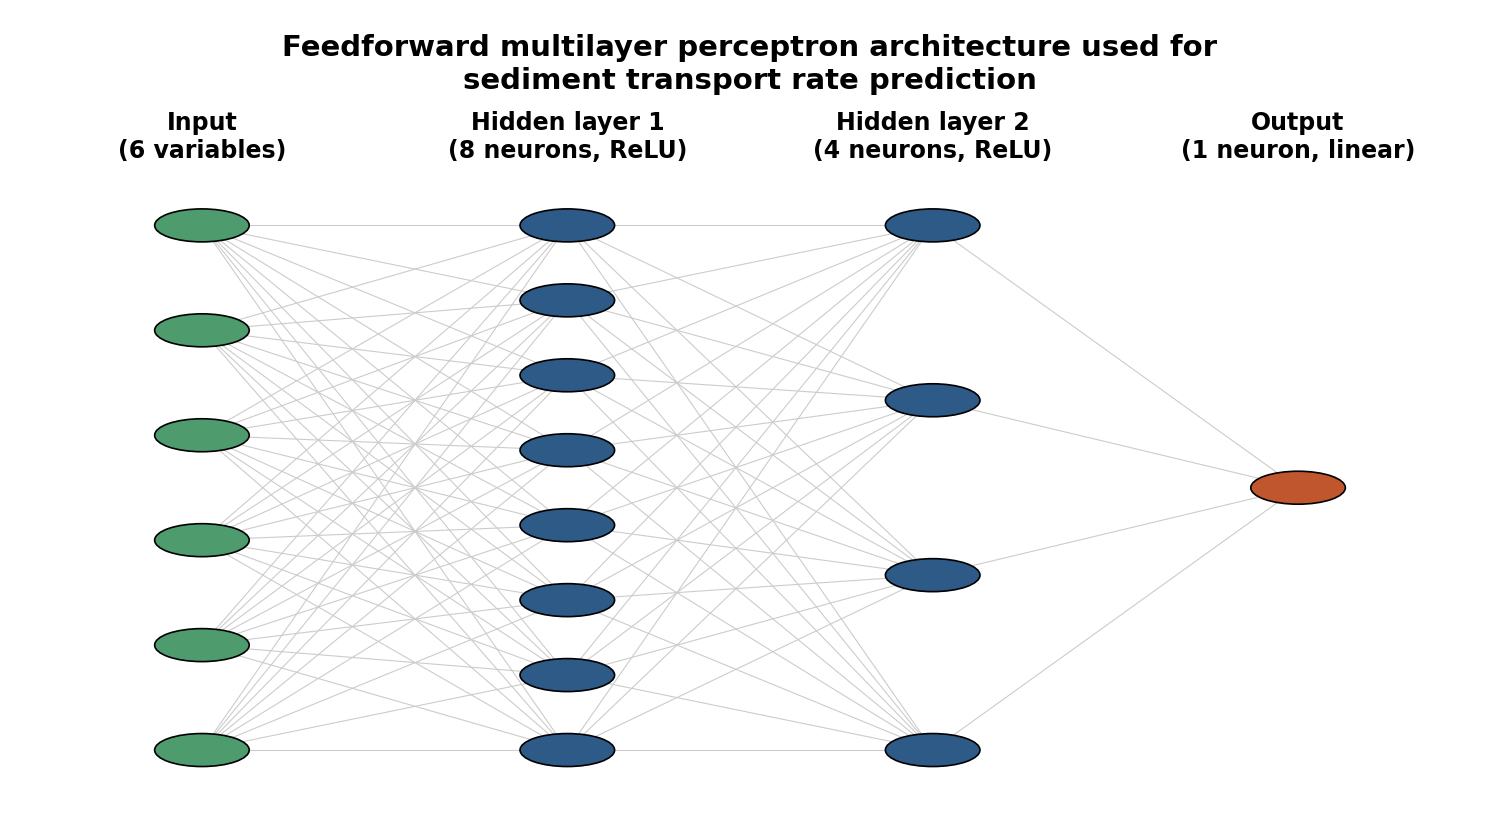 Feedforward multilayer perceptron architecture used for
sediment transport rate prediction
Input
(6 variables)
Hidden layer 1
(8 neurons, ReLU)
Hidden layer 2
(4 neurons, ReLU)
Output
(1 neuron, linear)